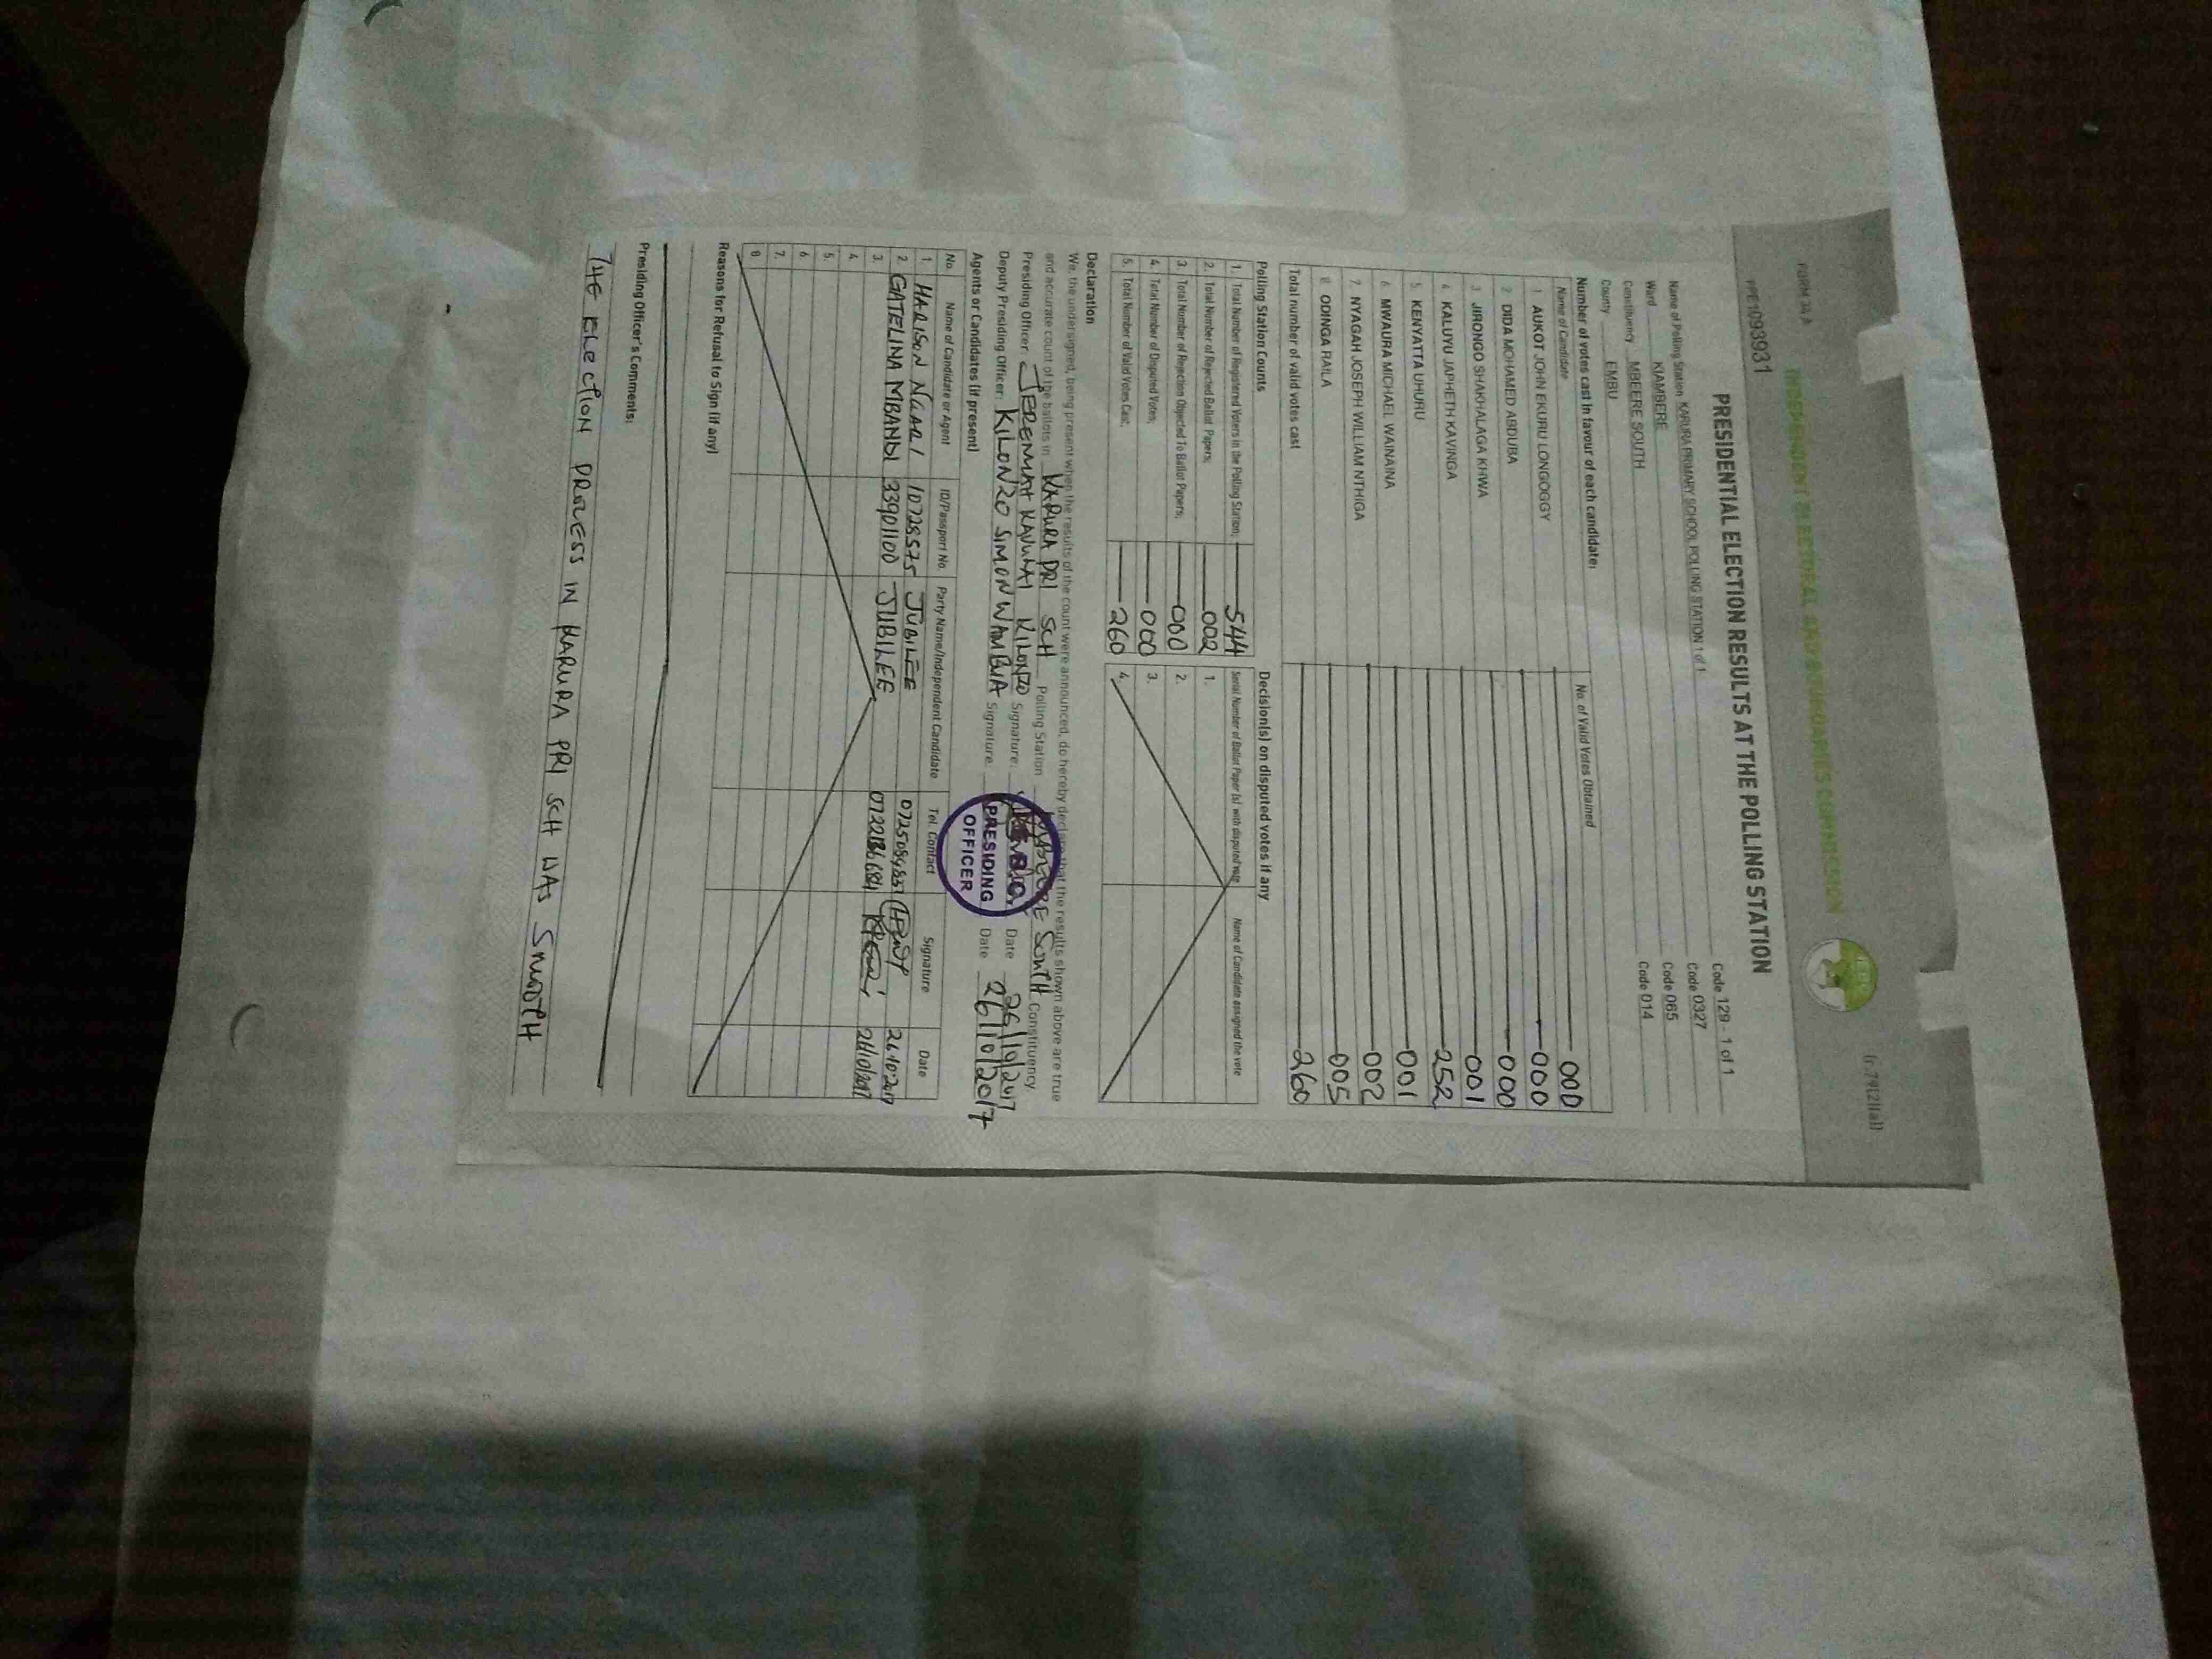 FORM 34 A (r.79(2)(a))
INDEPENDENT ELECTORAL AND BOUNDARIES COMMISSION
PPE1093931
PRESIDENTIAL ELECTION RESULTS AT THE POLLING STATION
Name of Polling Station KARURA PRIMARY SCHOOL POLLING STATION 1 of 1 Code 129 - 1 of 1
Ward KIAMBERE Code 0327
Constituency MBEERE SOUTH Code 065
County EMBU Code 014
Number of votes cast in favour of each candidate:
Name of Candidate No. of Valid Votes Obtained
1 AUKOT JOHN EKURU LONGOGGY 000
2 DIDA MOHAMED ABDUBA 000
3 JIRONGO SHAKHALAGA KHWA 000
4 KALUYU JAPHETH KAVINGA 001
5. KENYATTA UHURU 252
6 MWAURA MICHAEL WAINAINA 001
7. NYAGAH JOSEPH WILLIAM NTHIGA 002
8 ODINGA RAILA 005
Total number of valid votes cast 260
Polling Station Counts
1. Total Number of Registered Voters in the Polling Station; 544
2. Total Number of Rejected Ballot Papers; 002
3. Total Number of Rejection Objected To Ballot Papers; 000
4. Total Number of Disputed Votes; 000
5. Total Number of Valid Votes Cast; 260
Decision(s) on disputed votes if any
Serial Number of Ballot Paper (s) with disputed vote Name of Candidate assigned the vote
1.
2.
3.
4.
Declaration
We, the undersigned, being present when the results of the count were announced, do hereby declare that the results shown above are true
and accurate count of the ballots in KARURA PRI SCH Polling Station MBEERE SOUTH Constituency.
Presiding Officer: JEREMIAH KAVUVAI KILONZO Signature: Date 26/10/2017
Deputy Presiding Officer: KILONZO SIMON WAMBUA Signature: Date 26/10/2017
PRESIDING OFFICER
Agents or Candidates (if present)
No. Name of Candidate or Agent ID/Passport No. Party Name/Independent Candidate Tel. Contact Signature Date
1 HARISON NGARI 10728575 JUBILEE 26.10.2017
2. GATELINA MBANDI 33901100 JUBILEE 26/10/2017
3.
4.
5.
6
7.
8
Reasons for Refusal to Sign (if any)
Presiding Officer's Comments:
THE ELECTION PROCESS IN KARURA PRI SCH WAS SMOOTH